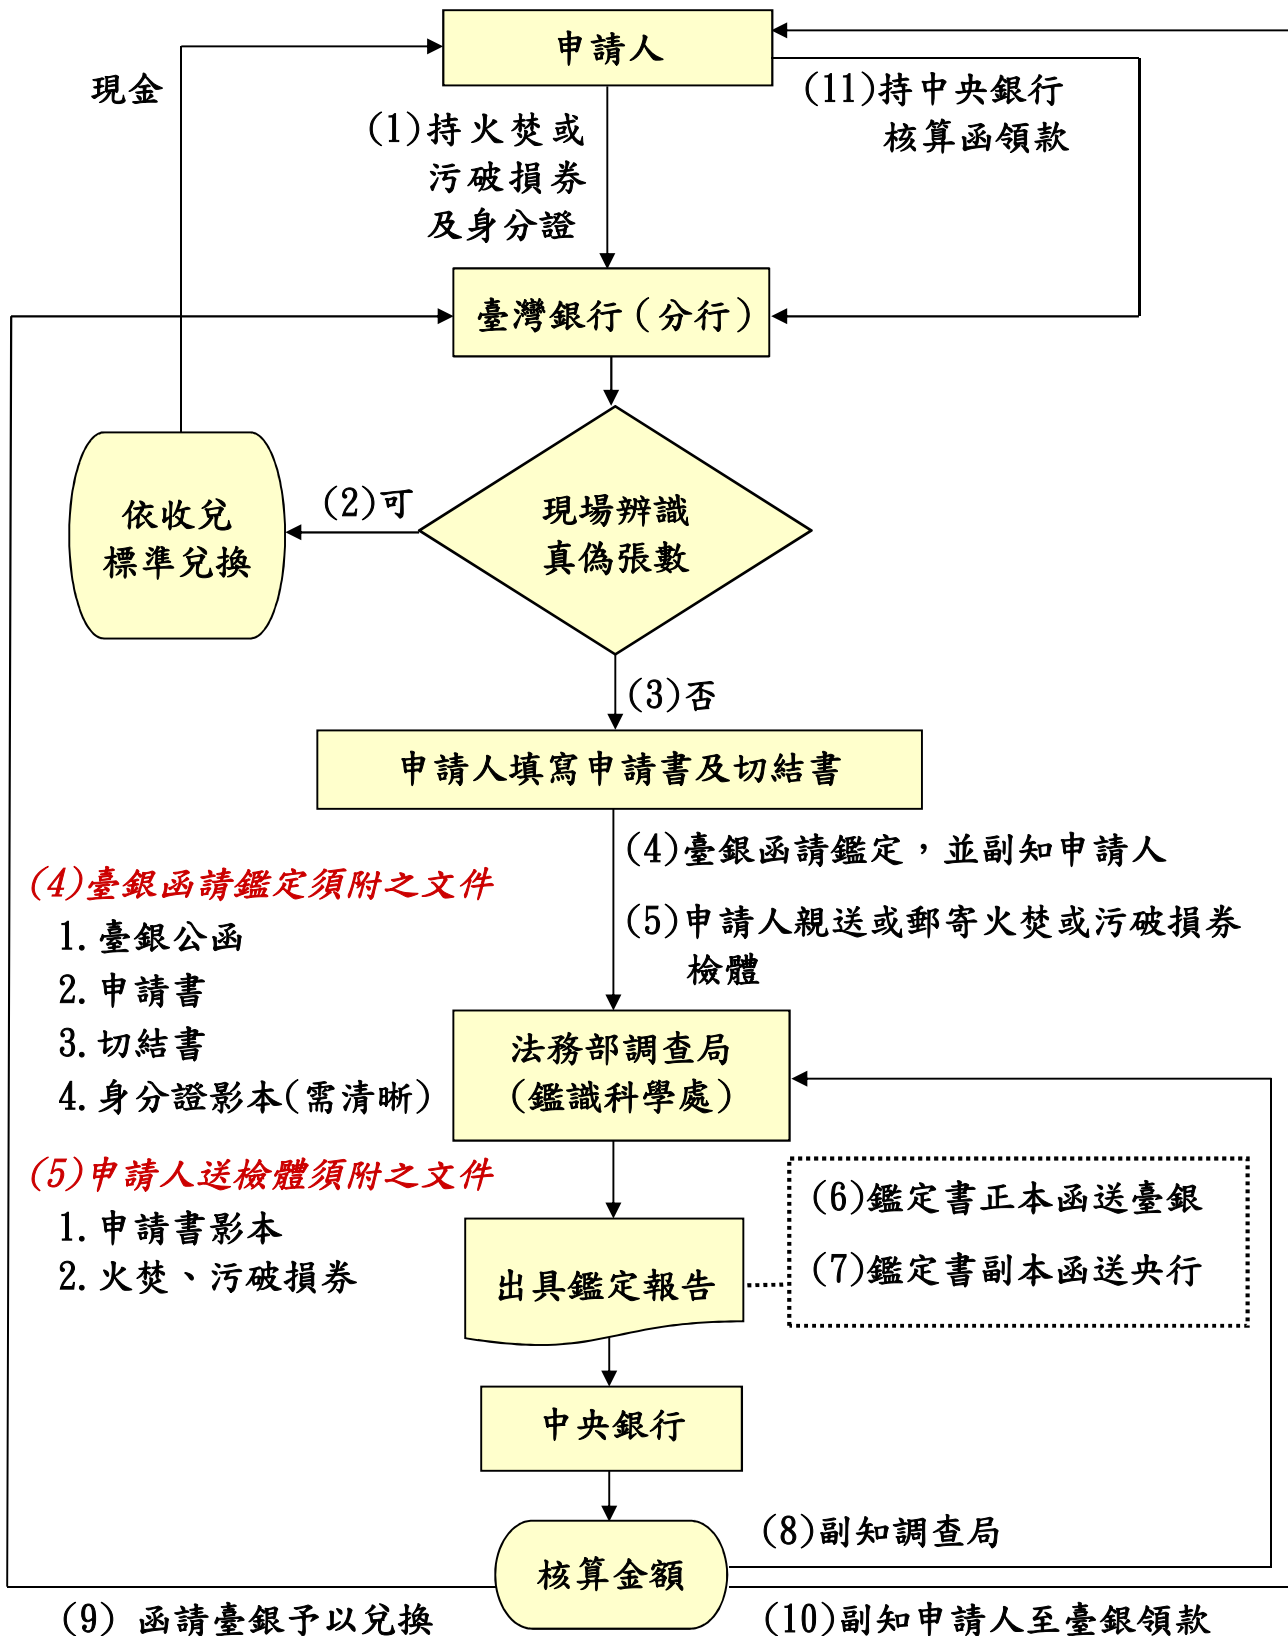 申請人
現金
(11)持中央銀行
核算函領款
(1)持火焚或
污破損券
及身分證
臺灣銀行（分行）
(2)可
現場辨識
真偽張數
依收兌
標準兌換
(3)否
申請人填寫申請書及切結書
(4)臺銀函請鑑定，並副知申請人
(5)申請人親送或郵寄火焚或污破損券
檢體
(4)臺銀函請鑑定須附之文件
1.臺銀公函
2.申請書
3.切結書
4.身分證影本(需清晰)
法務部調查局
(鑑識科學處)
(5)申請人送檢體須附之文件
1.申請書影本
2.火焚、污破損券
(6)鑑定書正本函送臺銀
(7)鑑定書副本函送央行
出具鑑定報告
中央銀行
(8)副知調查局
核算金額
(9) 函請臺銀予以兌換
(10)副知申請人至臺銀領款